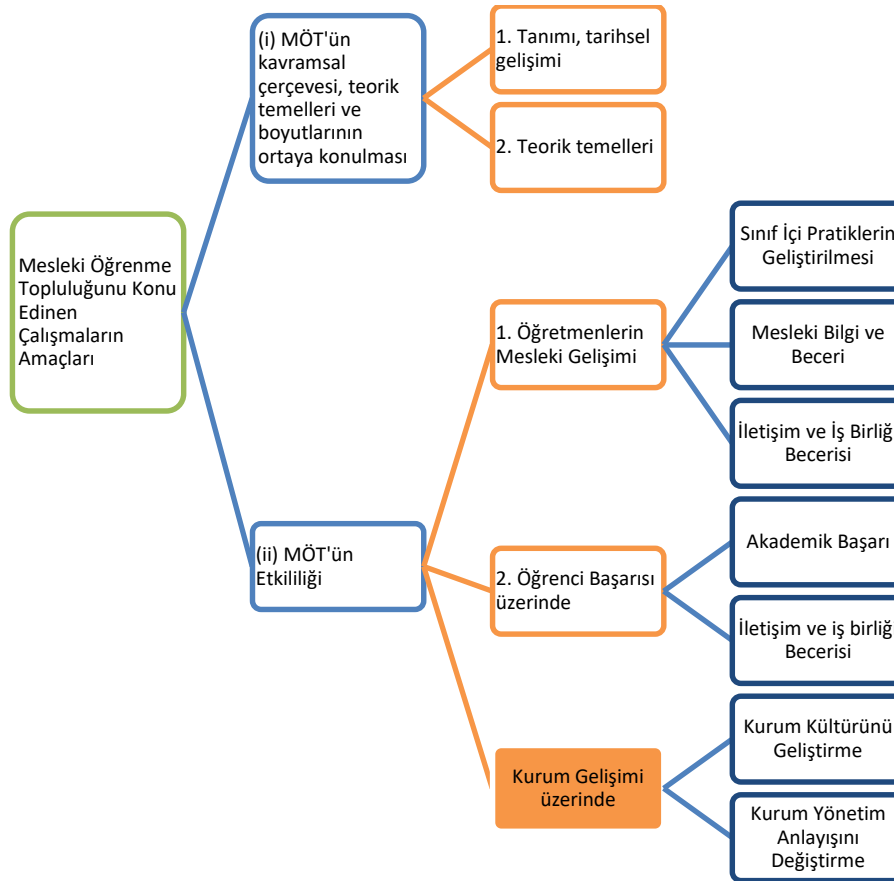 Mesleki Öğrenme
Topluluğunu Konu
Edinen
Çalışmaların
Amaçları
(i) MÖT'ün
kavramsal
çerçevesi, teorik
temelleri ve
boyutlarının
ortaya konulması
1. Tanımı, tarihsel
gelişimi
2. Teorik temelleri
(ii) MÖT'ün
Etkililiği
1. Öğretmenlerin
Mesleki Gelişimi
Sınıf İçi Pratiklerin
Geliştirilmesi
Mesleki Bilgi ve
Beceri
İletişim ve İş Birliğ
Becerisi
2. Öğrenci Başarısı
üzerinde
Akademik Başarı
İletişim ve iş birliğ
Becerisi
Kurum Gelişimi
üzerinde
Kurum Kültürünü
Geliştirme
Kurum Yönetim
Anlayışını
Değiştirme